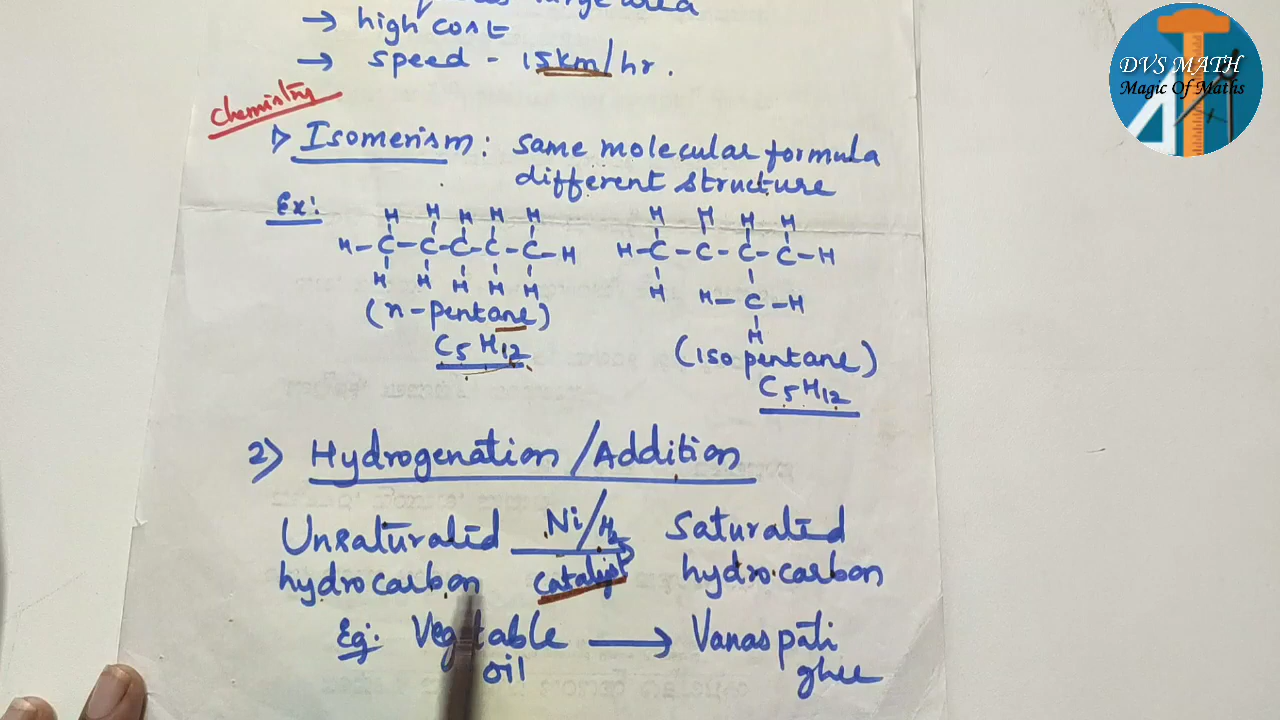 large area
→ high cost
→ speed - 15km/hr.
Chemistry
Isomerism: same molecular formula
different structure
Ex:
H H H H H
H-C-C-C-C-C-H
H H H H H
(n-pentane)
C5H12
H H H H
H-C-C-C-C-H
H H-C-H
H
(iso pentane)
C5H12
2) Hydrogenation/Addition
Unsaturated hydrocarbon
Ni/H2
catalyst
Saturated hydrocarbon
Eg: Vegetable oil → Vanaspati ghee
DVS MATH
Magic Of Maths